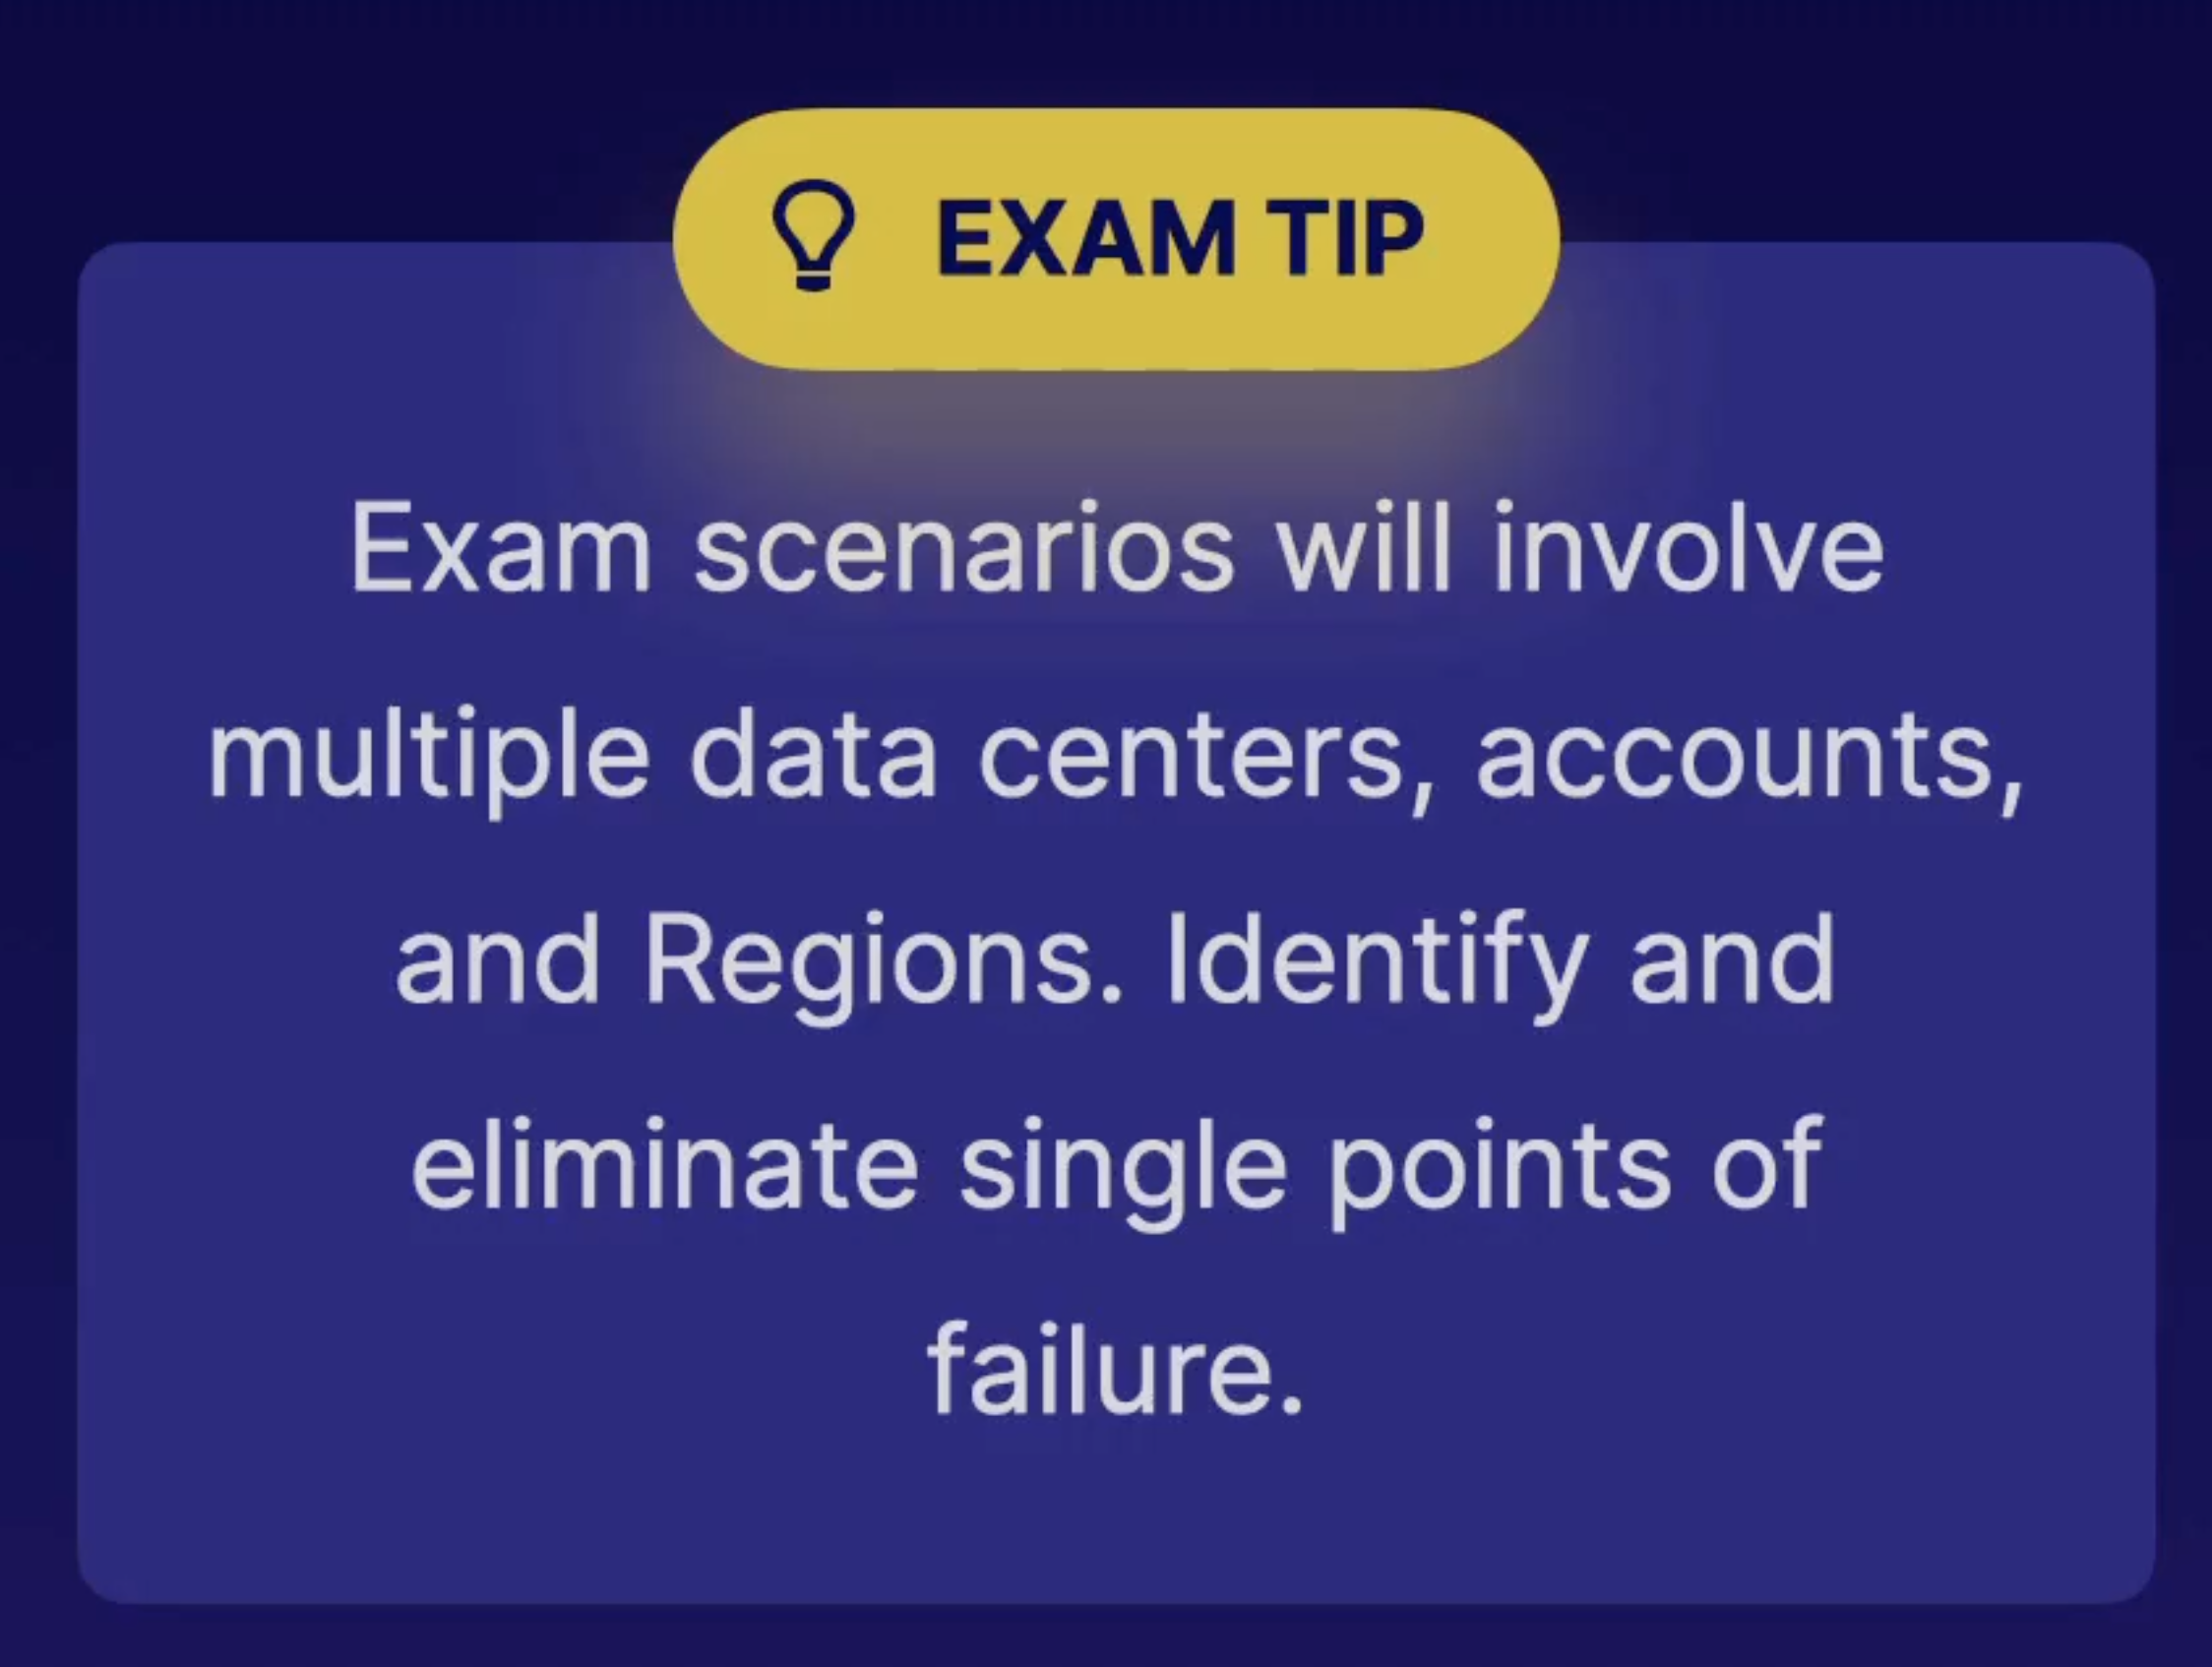 EXAM TIP
Exam scenarios will involve
multiple data centers, accounts,
and Regions. Identify and
eliminate single points of
failure.